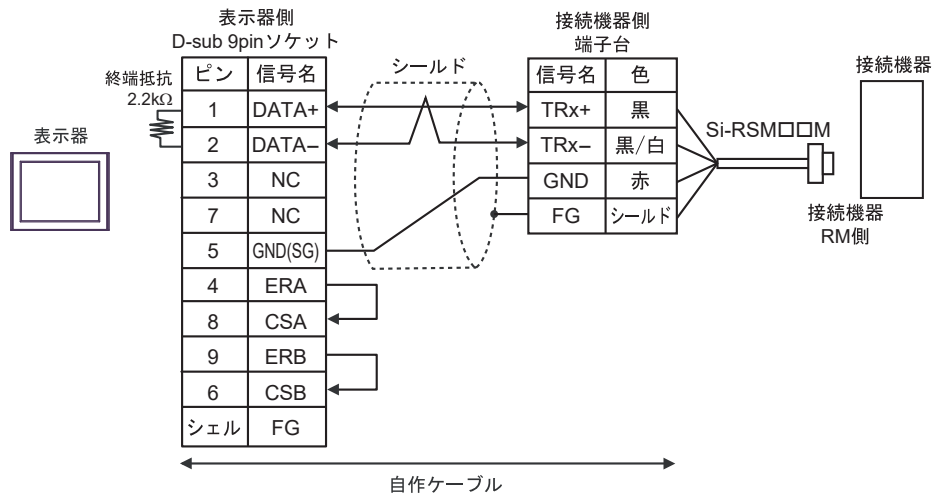 表示器側
D-sub 9pinソケット
接続機器側
端子台
接続機器
終端抵抗
2.2kΩ
シールド
表示器
ピン 信号名
1 DATA+
2 DATA−
3 NC
7 NC
5 GND(SG)
4 ERA
8 CSA
9 ERB
6 CSB
シェル FG
信号名 色
TRx+ 黒
TRx− 黒/白
GND 赤
FG シールド
Si-RSM□□M
接続機器
RM側
自作ケーブル